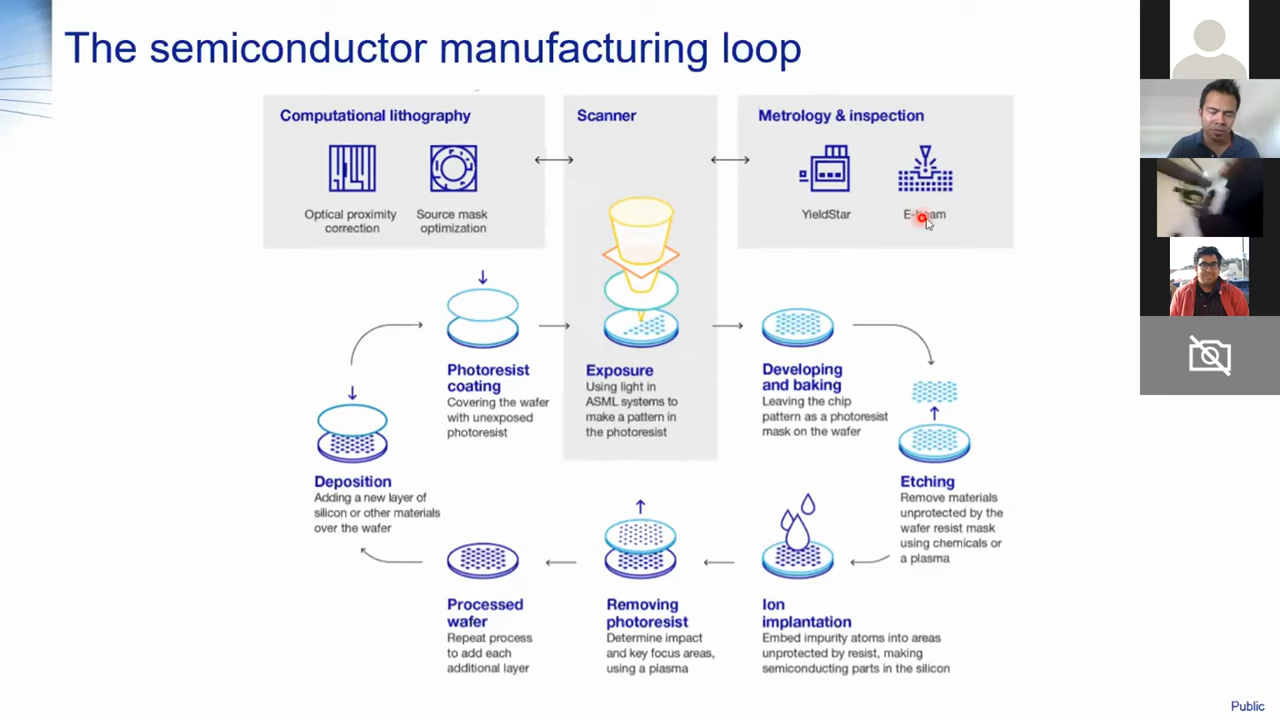 The semiconductor manufacturing loop
Computational lithography
Optical proximity
correction
Source mask
optimization
Scanner
Metrology & inspection
YieldStar
E-beam
Photoresist
coating
Covering the wafer
with unexposed
photoresist
Exposure
Using light in
ASML systems to
make a pattern in
the photoresist
Developing
and baking
Leaving the chip
pattern as a photoresist
mask on the wafer
Deposition
Adding a new layer of
silicon or other materials
over the wafer
Etching
Remove materials
unprotected by the
wafer resist mask
using chemicals or
a plasma
Processed
wafer
Repeat process
to add each
additional layer
Removing
photoresist
Determine impact
and key focus areas,
using a plasma
Ion
implantation
Embed impurity atoms into areas
unprotected by resist, making
semiconducting parts in the silicon
Public